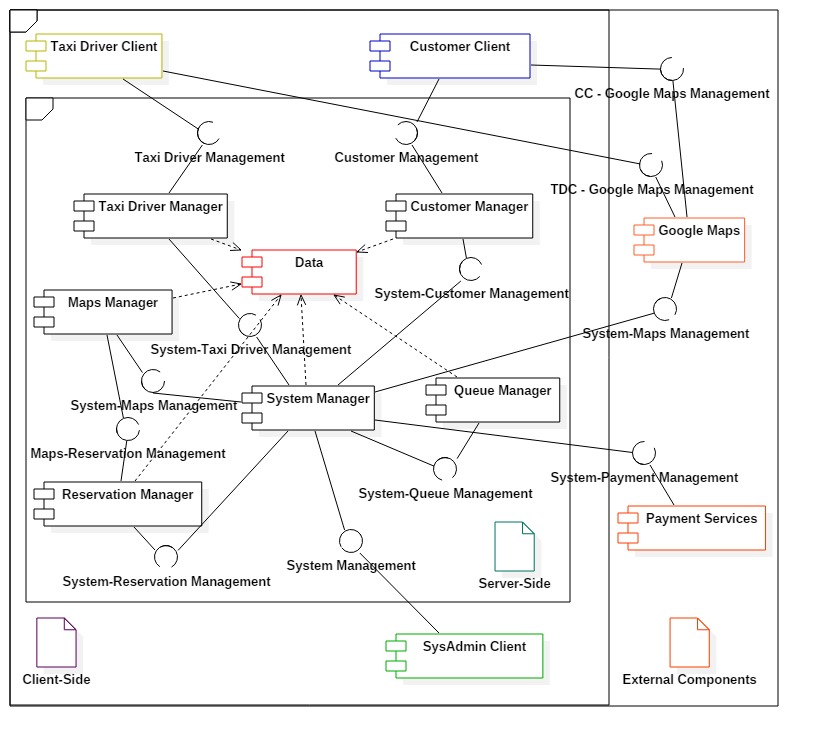 Taxi Driver Client
Customer Client
CC - Google Maps Management
Taxi Driver Management
Customer Management
TDC - Google Maps Management
Taxi Driver Manager
Customer Manager
Google Maps
Data
System-Customer Management
Maps Manager
System-Maps Management
System-Taxi Driver Management
System Manager
Queue Manager
System-Maps Management
Maps-Reservation Management
System-Payment Management
System-Queue Management
Reservation Manager
Payment Services
System Management
System-Reservation Management
Server-Side
SysAdmin Client
Client-Side
External Components